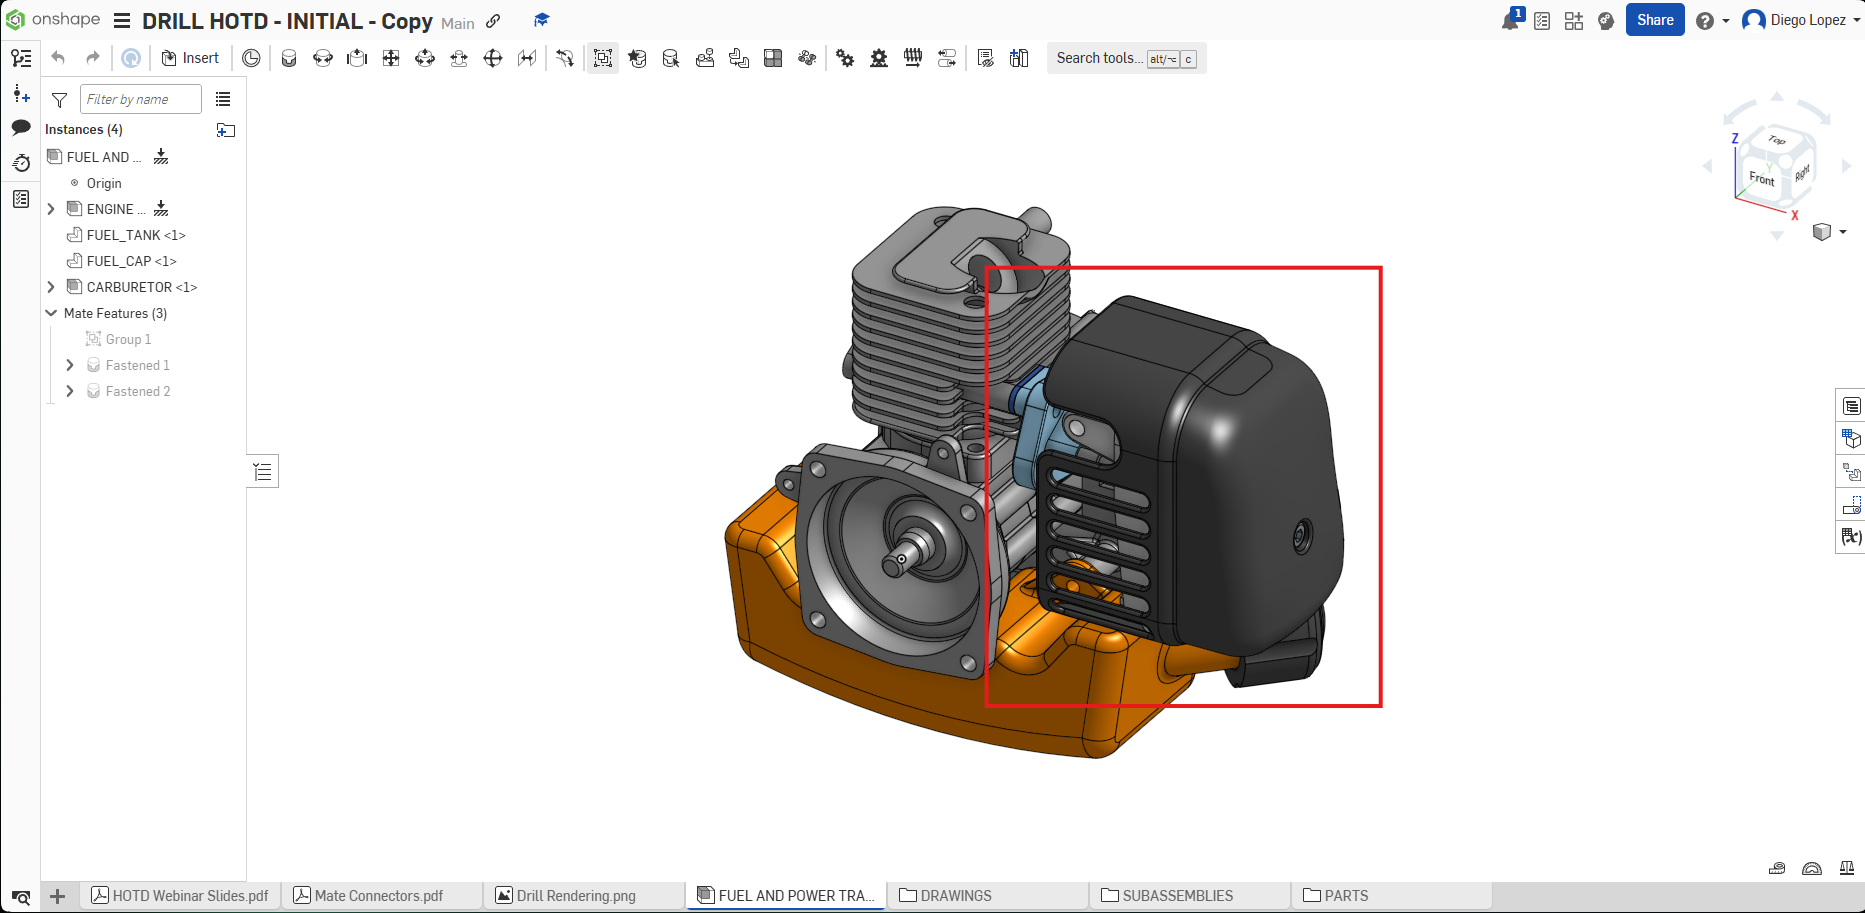 onshape DRILL HOTD - INITIAL - Copy Main 1 Share Diego Lopez
Insert Search tools... alt/⌥ c
Filter by name
Instances (4)
FUEL AND ...
Origin
ENGINE ...
FUEL_TANK <1>
FUEL_CAP <1>
CARBURETOR <1>
Mate Features (3)
Group 1
Fastened 1
Fastened 2
Z
Top
Y
Front
Right
X
HOTD Webinar Slides.pdf Mate Connectors.pdf Drill Rendering.png FUEL AND POWER TRA... DRAWINGS SUBASSEMBLIES PARTS